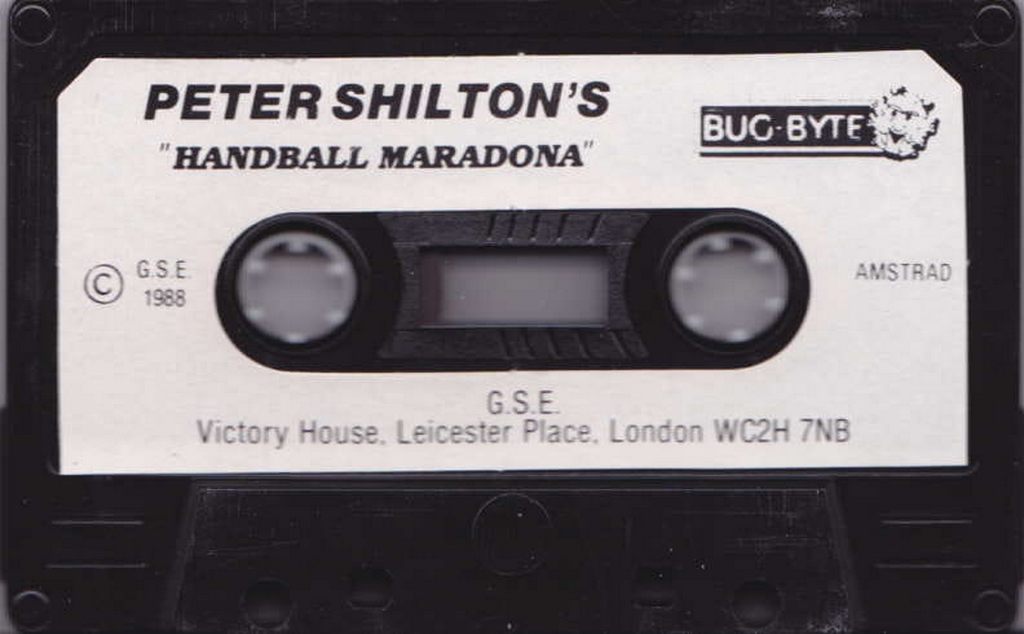 PETER SHILTON'S
"HANDBALL MARADONA"
BUG-BYTE
© G.S.E.
1988
AMSTRAD
G.S.E.
Victory House, Leicester Place, London WC2H 7NB